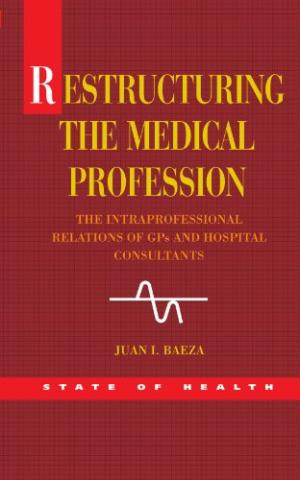 RESTRUCTURING
THE MEDICAL
PROFESSION
THE INTRAPROFESSIONAL
RELATIONS OF GPs AND HOSPITAL
CONSULTANTS
JUAN I. BAEZA
STATE OF HEALTH